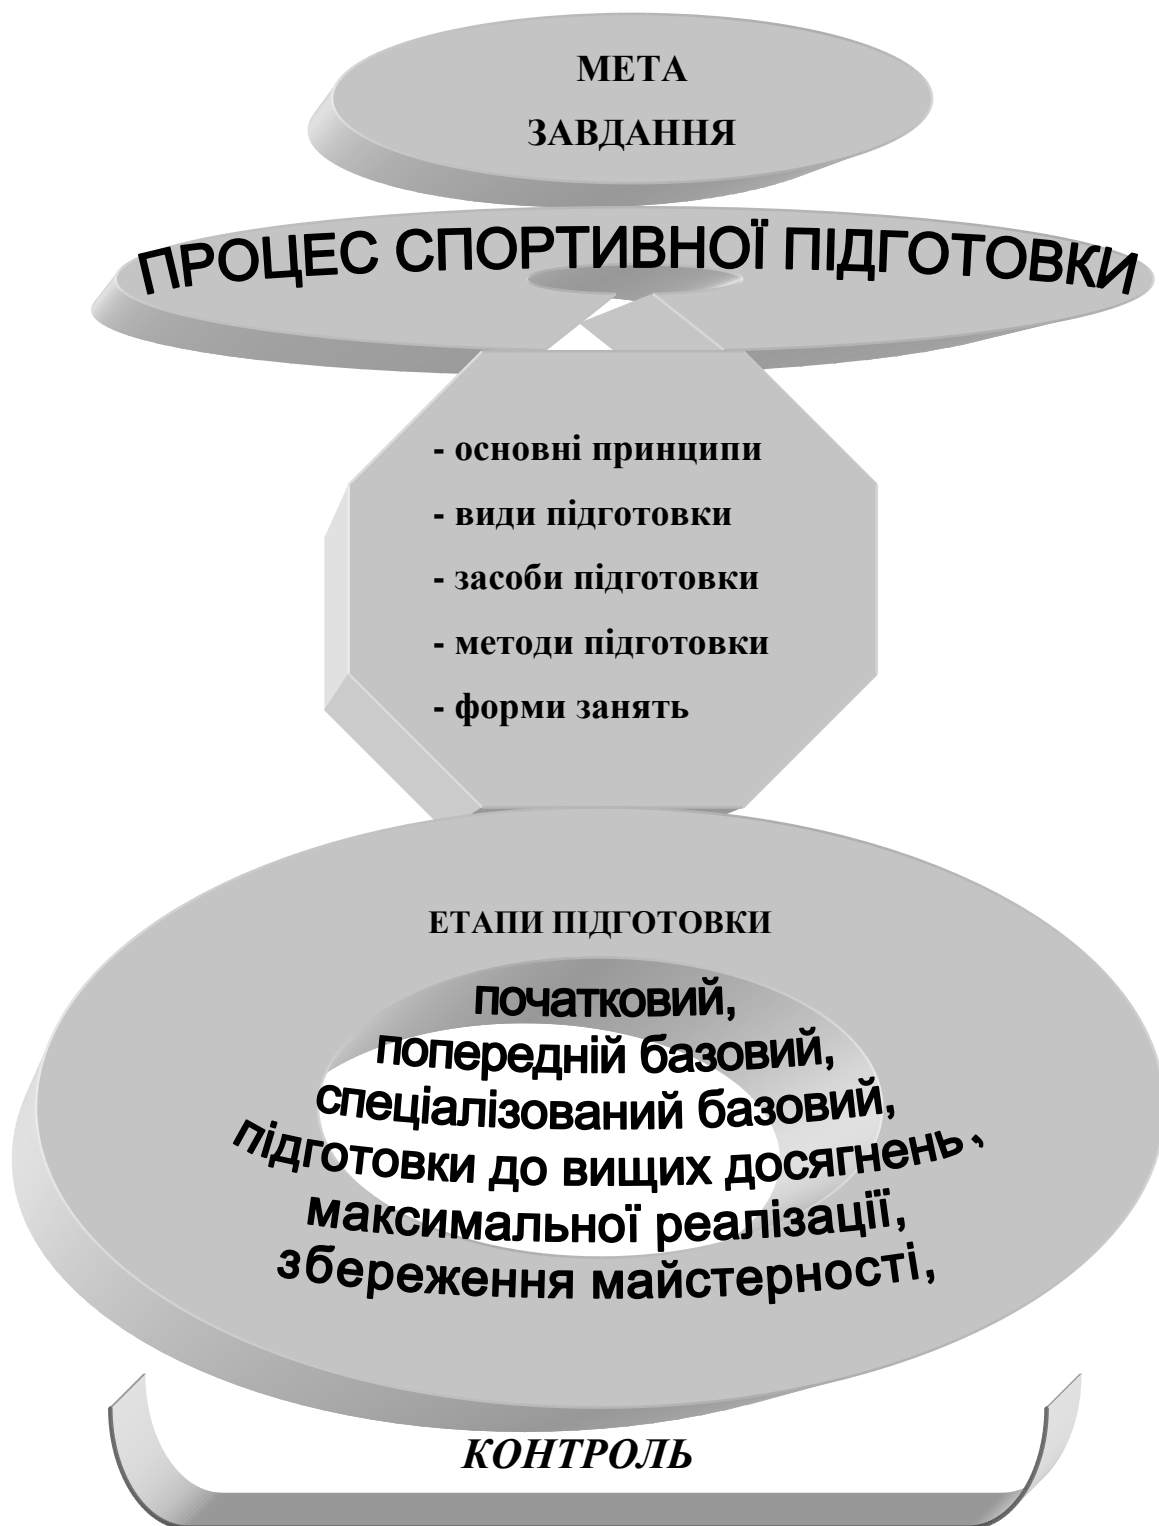 МЕТА
ЗАВДАННЯ
ПРОЦЕС СПОРТИВНОЇ ПІДГОТОВКИ
- основні принципи
- види підготовки
- засоби підготовки
- методи підготовки
- форми занять
ЕТАПИ ПІДГОТОВКИ
початковий,
попередній базовий,
спеціалізований базовий,
підготовки до вищих досягнень,
максимальної реалізації,
збереження майстерності,
КОНТРОЛЬ